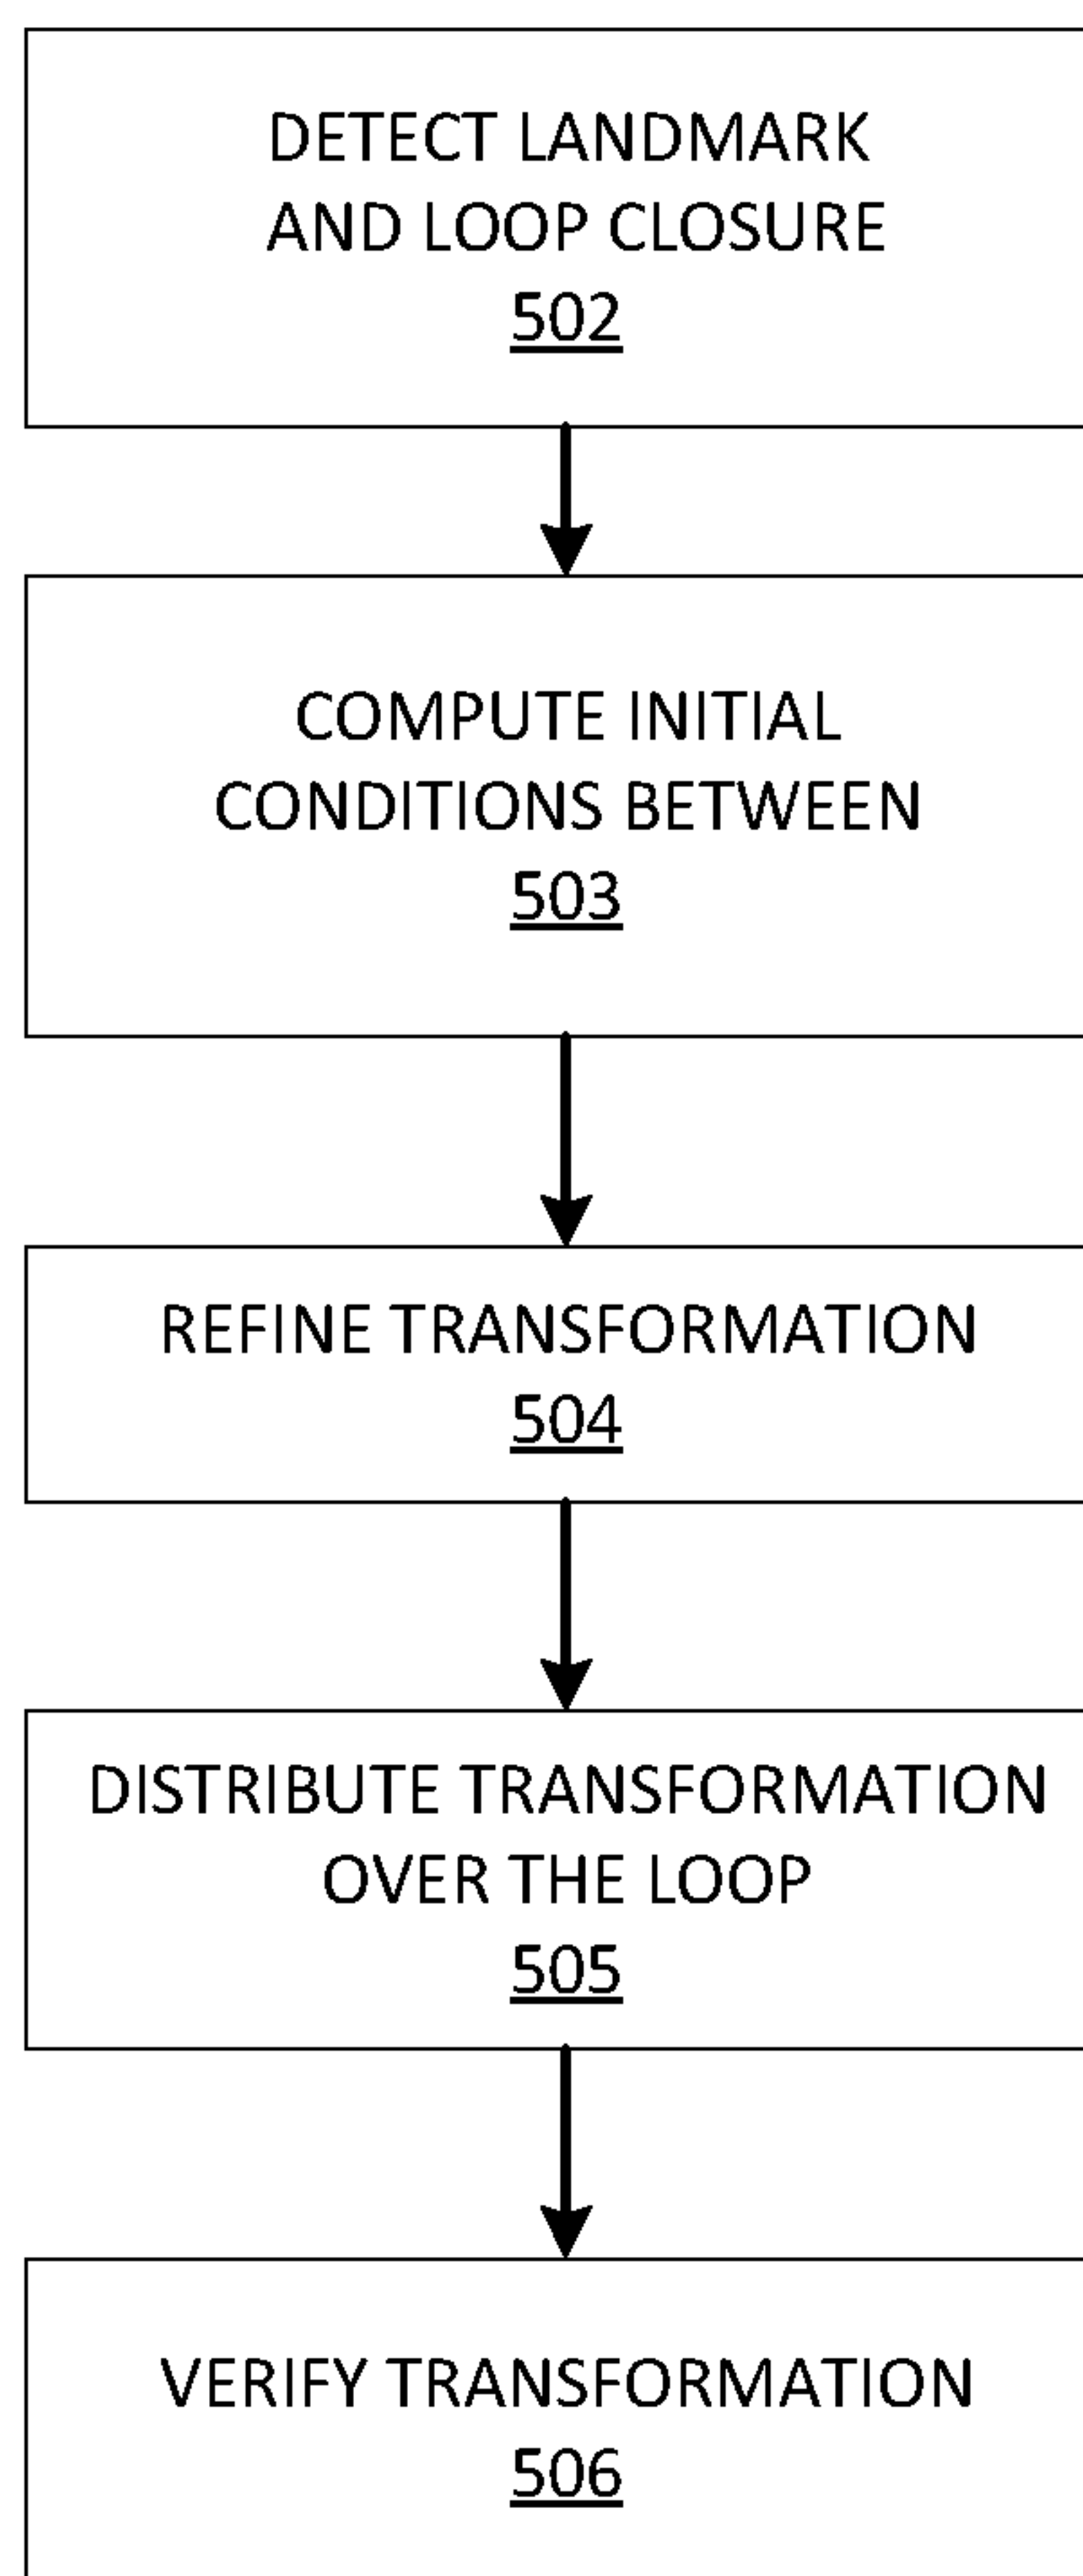 DETECT LANDMARK
AND LOOP CLOSURE
502
COMPUTE INITIAL
CONDITIONS BETWEEN
503
REFINE TRANSFORMATION
504
DISTRIBUTE TRANSFORMATION
OVER THE LOOP
505
VERIFY TRANSFORMATION
506